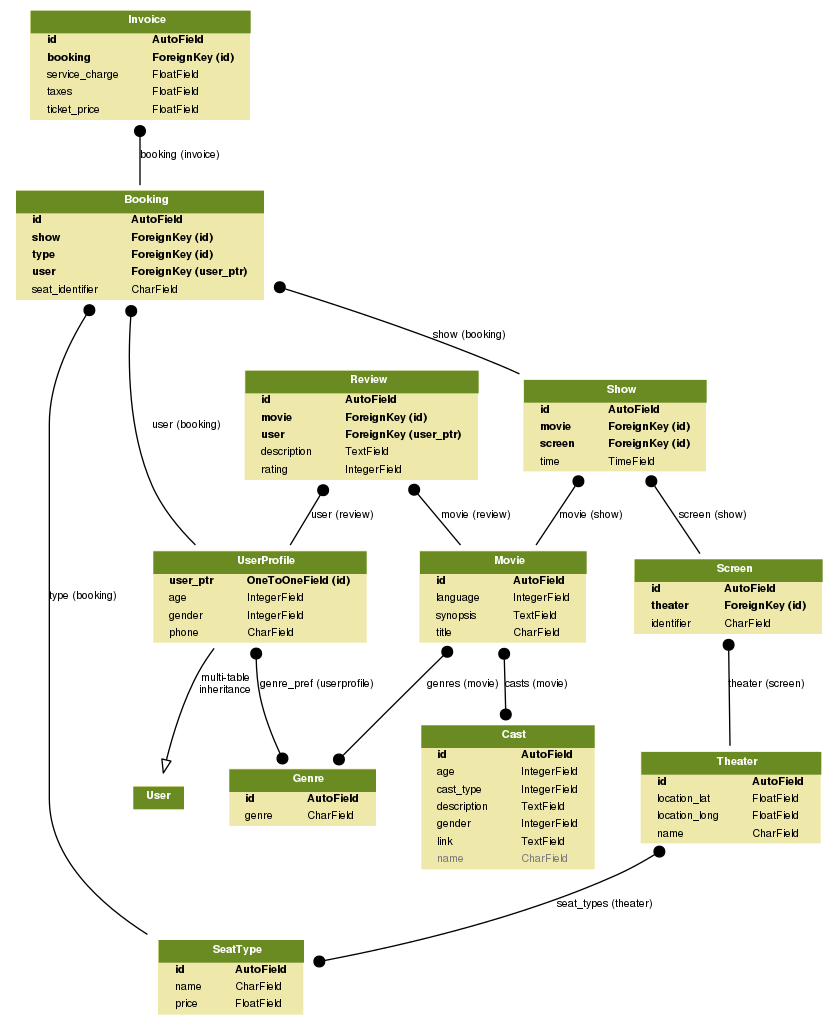 Invoice
id AutoField
booking ForeignKey (id)
service_charge FloatField
taxes FloatField
ticket_price FloatField
booking (invoice)
Booking
id AutoField
show ForeignKey (id)
type ForeignKey (id)
user ForeignKey (user_ptr)
seat_identifier CharField
show (booking)
user (booking)
type (booking)
Review
id AutoField
movie ForeignKey (id)
user ForeignKey (user_ptr)
description TextField
rating IntegerField
Show
id AutoField
movie ForeignKey (id)
screen ForeignKey (id)
time TimeField
user (review)
movie (review)
movie (show)
screen (show)
UserProfile
user_ptr OneToOneField (id)
age IntegerField
gender IntegerField
phone CharField
Movie
id AutoField
language IntegerField
synopsis TextField
title CharField
Screen
id AutoField
theater ForeignKey (id)
identifier CharField
multi-table
inheritance
genre_pref (userprofile)
genres (movie)
casts (movie)
theater (screen)
User
Genre
id AutoField
genre CharField
Cast
id AutoField
age IntegerField
cast_type IntegerField
description TextField
gender IntegerField
link TextField
name CharField
Theater
id AutoField
location_lat FloatField
location_long FloatField
name CharField
seat_types (theater)
SeatType
id AutoField
name CharField
price FloatField